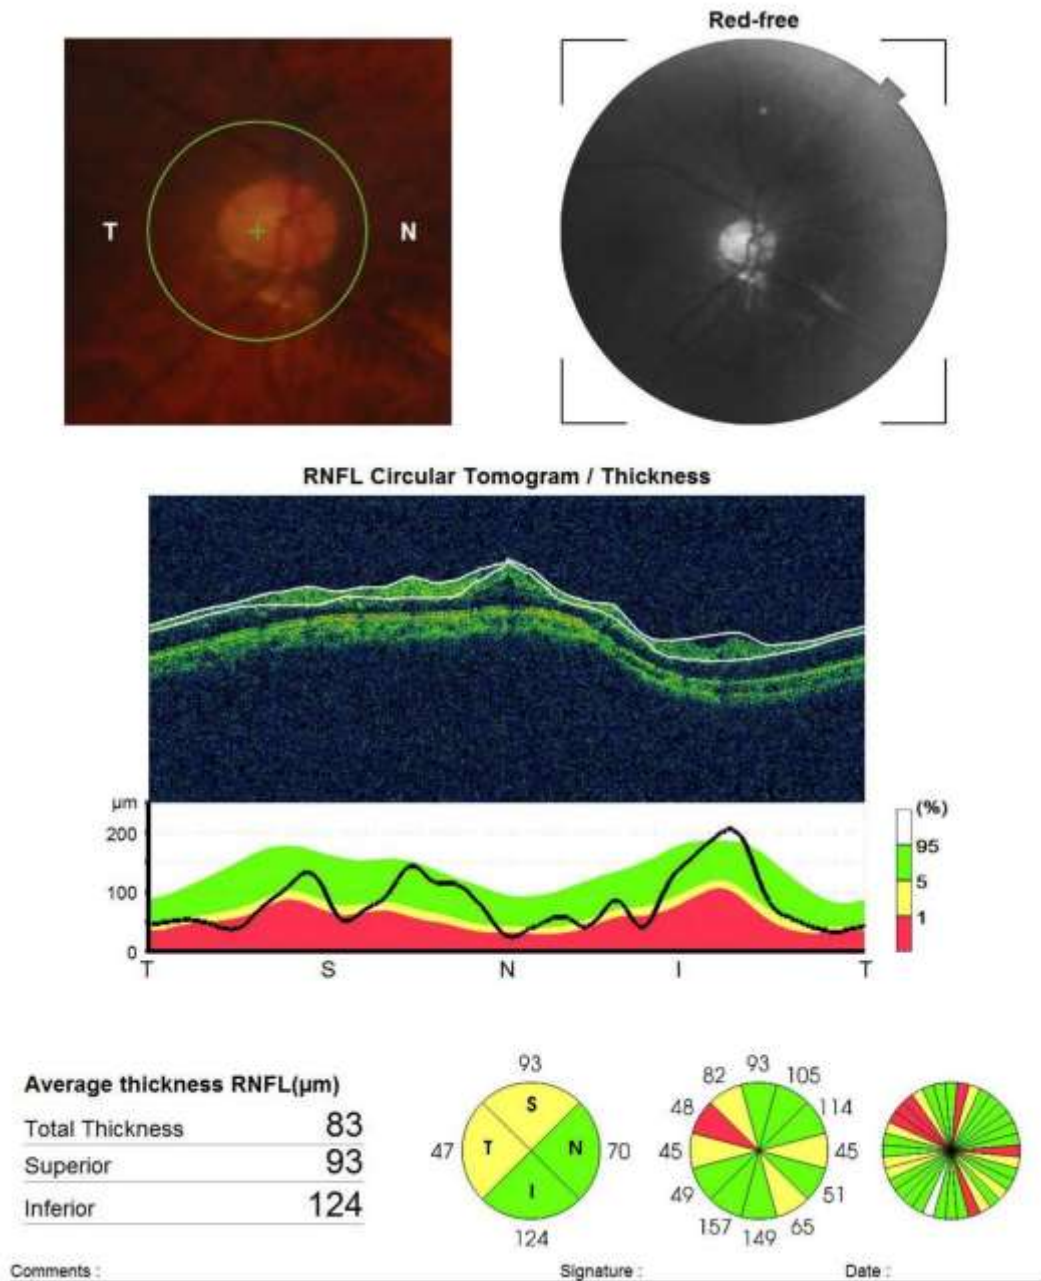 Red-free
T
N
RNFL Circular Tomogram / Thickness
µm
200
100
0
T S N I T
(%)
95
5
1
Average thickness RNFL(µm)
Total Thickness 83
Superior 93
Inferior 124
93
S
47 T N 70
I
124
93
82 105
48 114
45 45
49 51
157 65
149
Comments : Signature : Date :